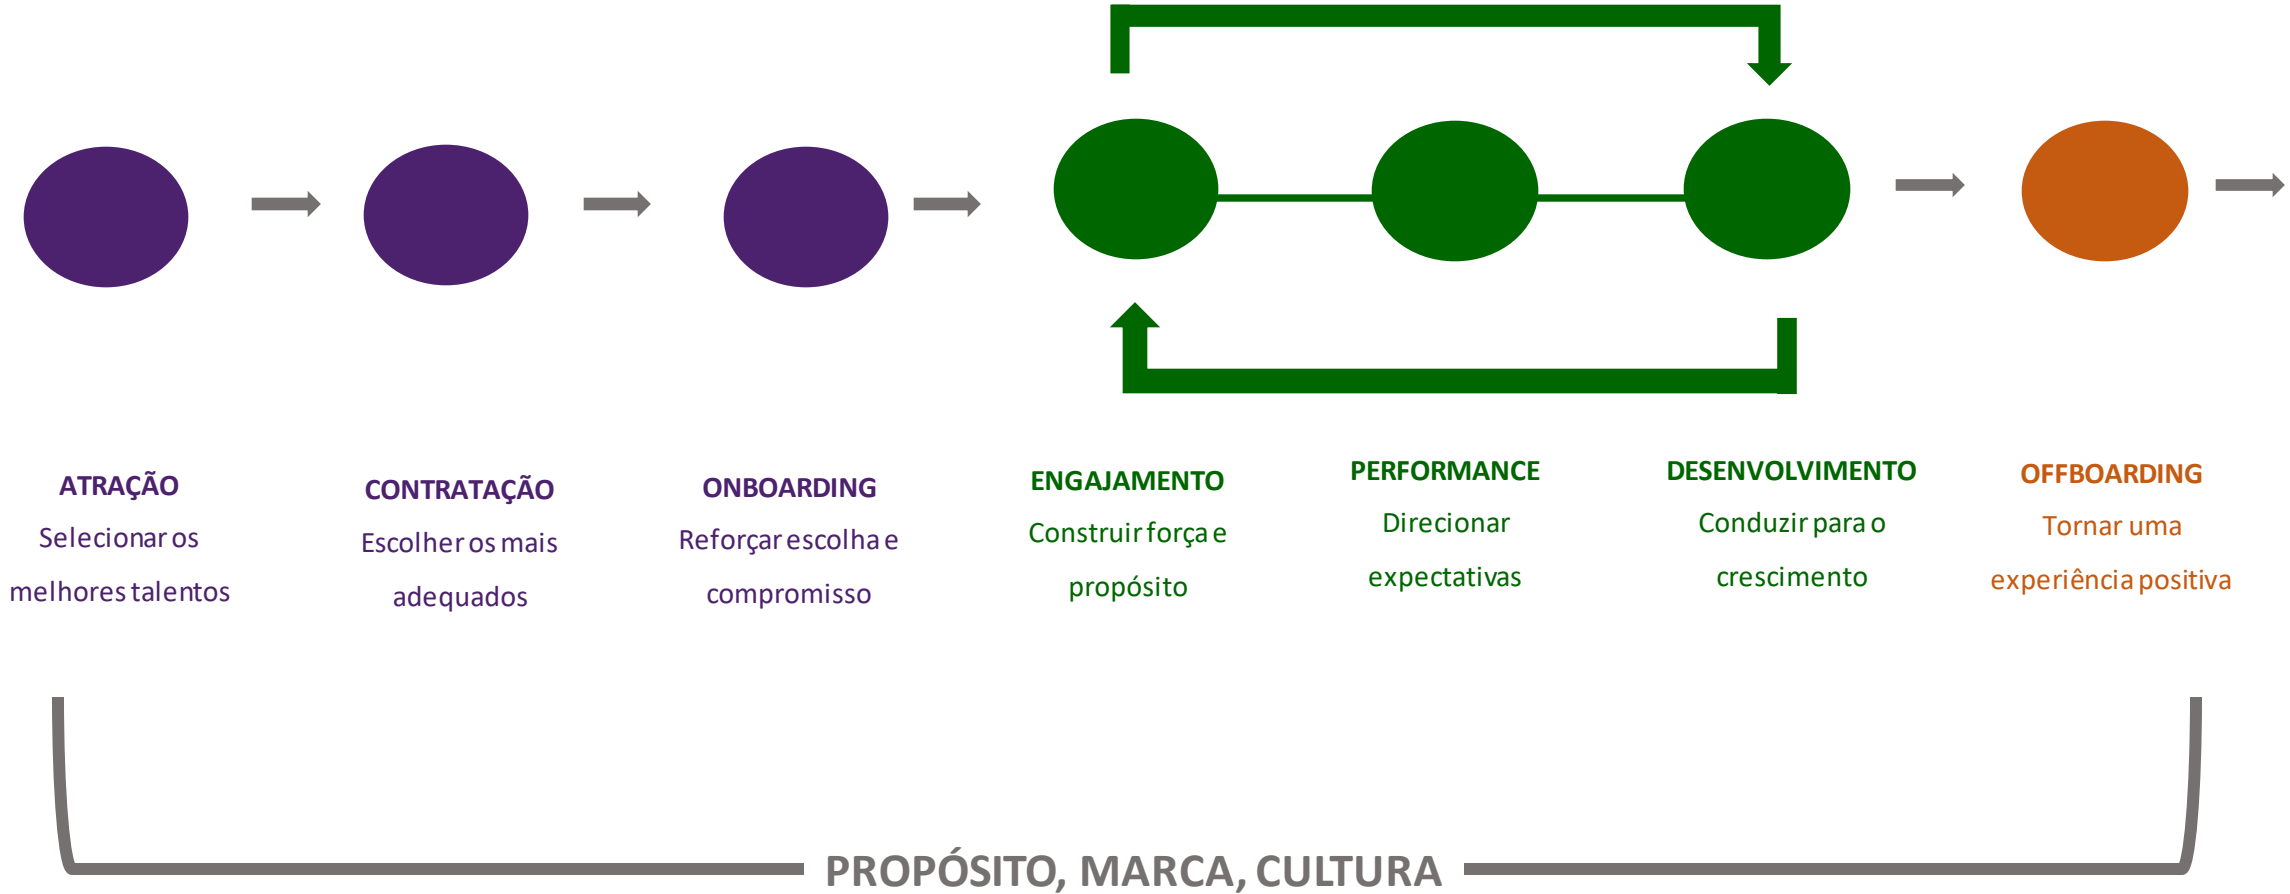 ATRAÇÃO
Selecionar os
melhores talentos
CONTRATAÇÃO
Escolher os mais
adequados
ONBOARDING
Reforçar escolha e
compromisso
ENGAJAMENTO
Construir força e
propósito
PERFORMANCE
Direcionar
expectativas
DESENVOLVIMENTO
Conduzir para o
crescimento
OFFBOARDING
Tornar uma
experiência positiva
PROPÓSITO, MARCA, CULTURA